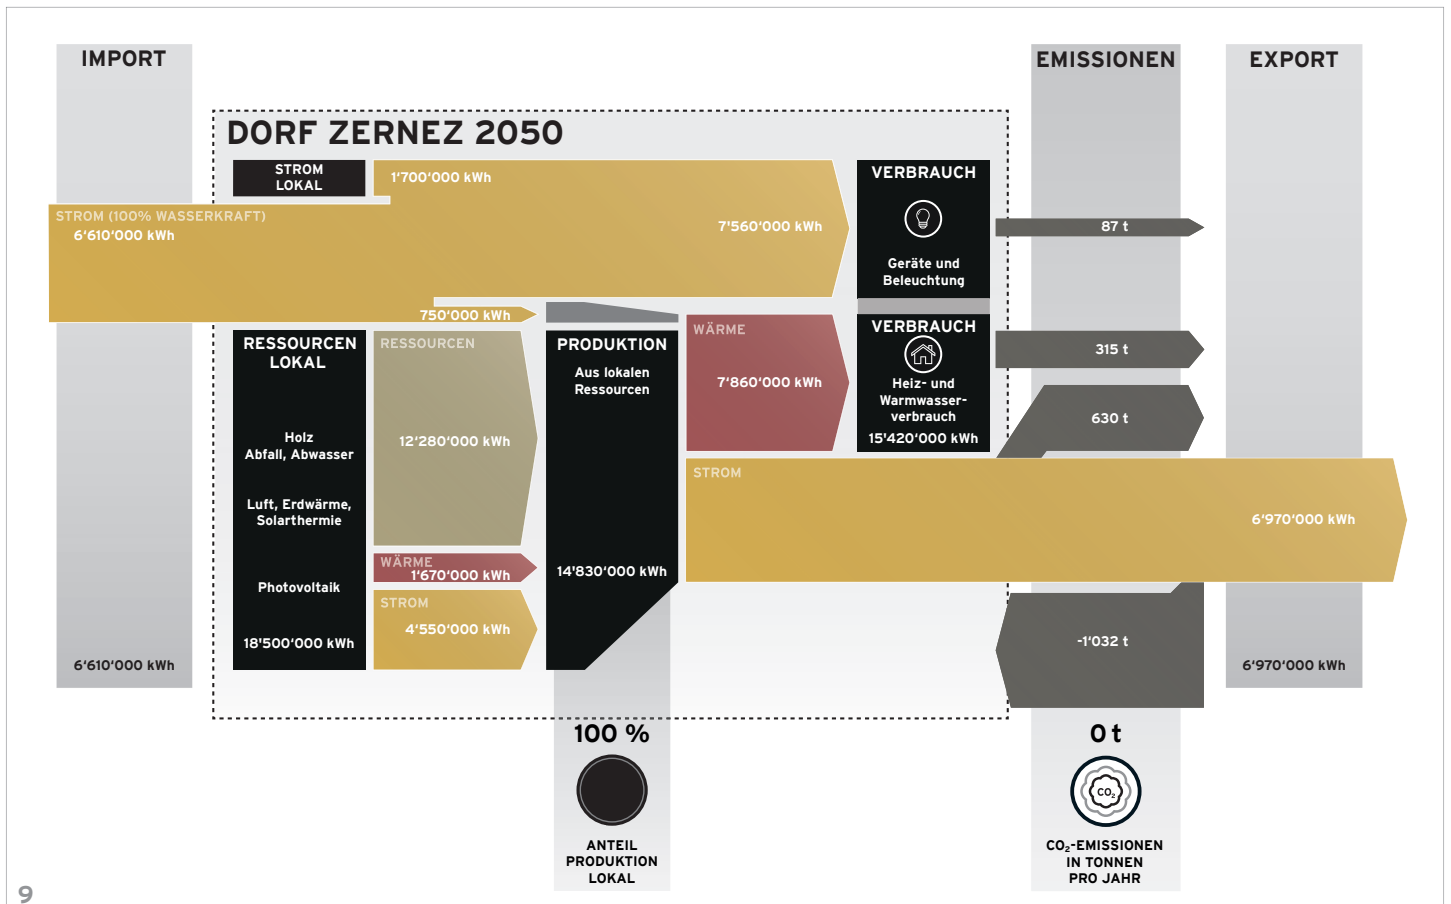 IMPORT
EMISSIONEN
EXPORT
DORF ZERNEZ 2050
STROM
LOKAL
1‘700‘000 kWh
STROM (100% WASSERKRAFT)
6‘610‘000 kWh
7'560‘000 kWh
750‘000 kWh
VERBRAUCH
Geräte und
Beleuchtung
87 t
RESSOURCEN
LOKAL
Holz
Abfall, Abwasser
Luft, Erdwärme,
Solarthermie
Photovoltaik
18'500‘000 kWh
RESSOURCEN
12‘280‘000 kWh
WÄRME
1‘670‘000 kWh
STROM
4‘550‘000 kWh
PRODUKTION
Aus lokalen
Ressourcen
14'830‘000 kWh
WÄRME
7‘860‘000 kWh
VERBRAUCH
Heiz- und
Warmwasser-
verbrauch
15'420‘000 kWh
315 t
630 t
STROM
6‘970‘000 kWh
-1‘032 t
6‘610‘000 kWh
6‘970‘000 kWh
100 %
ANTEIL
PRODUKTION
LOKAL
0 t
CO₂
CO₂-EMISSIONEN
IN TONNEN
PRO JAHR
9